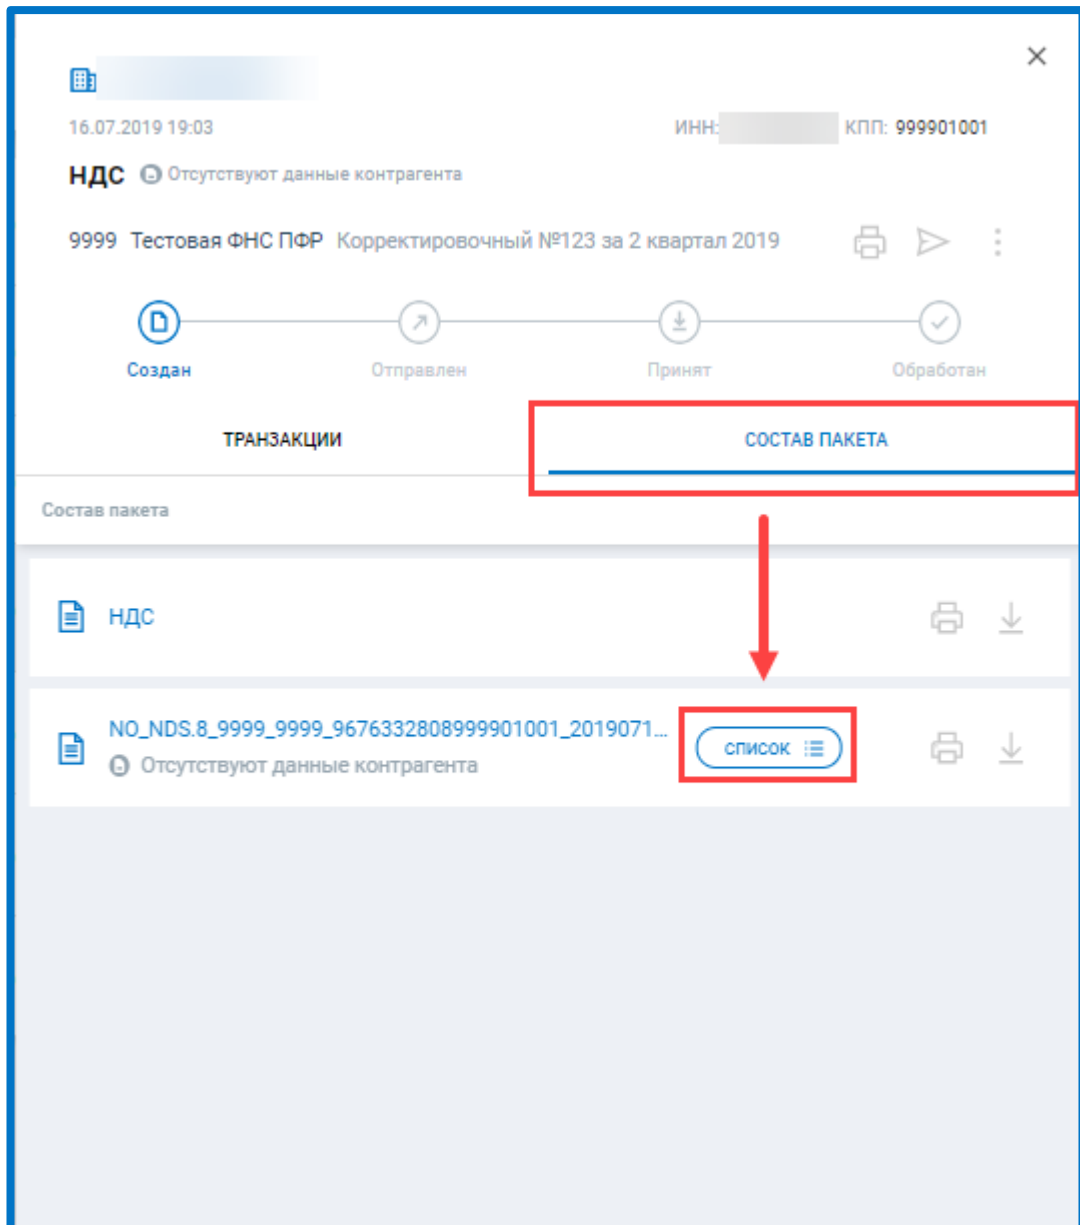 16.07.2019 19:03 ИНН: КПП: 999901001
НДС Отсутствуют данные контрагента
9999 Тестовая ФНС ПФР Корректировочный №123 за 2 квартал 2019
Создан Отправлен Принят Обработан
ТРАНЗАКЦИИ СОСТАВ ПАКЕТА
Состав пакета
НДС
NO_NDS.8_9999_9999_9676332808999901001_2019071...
Отсутствуют данные контрагента
СПИСОК